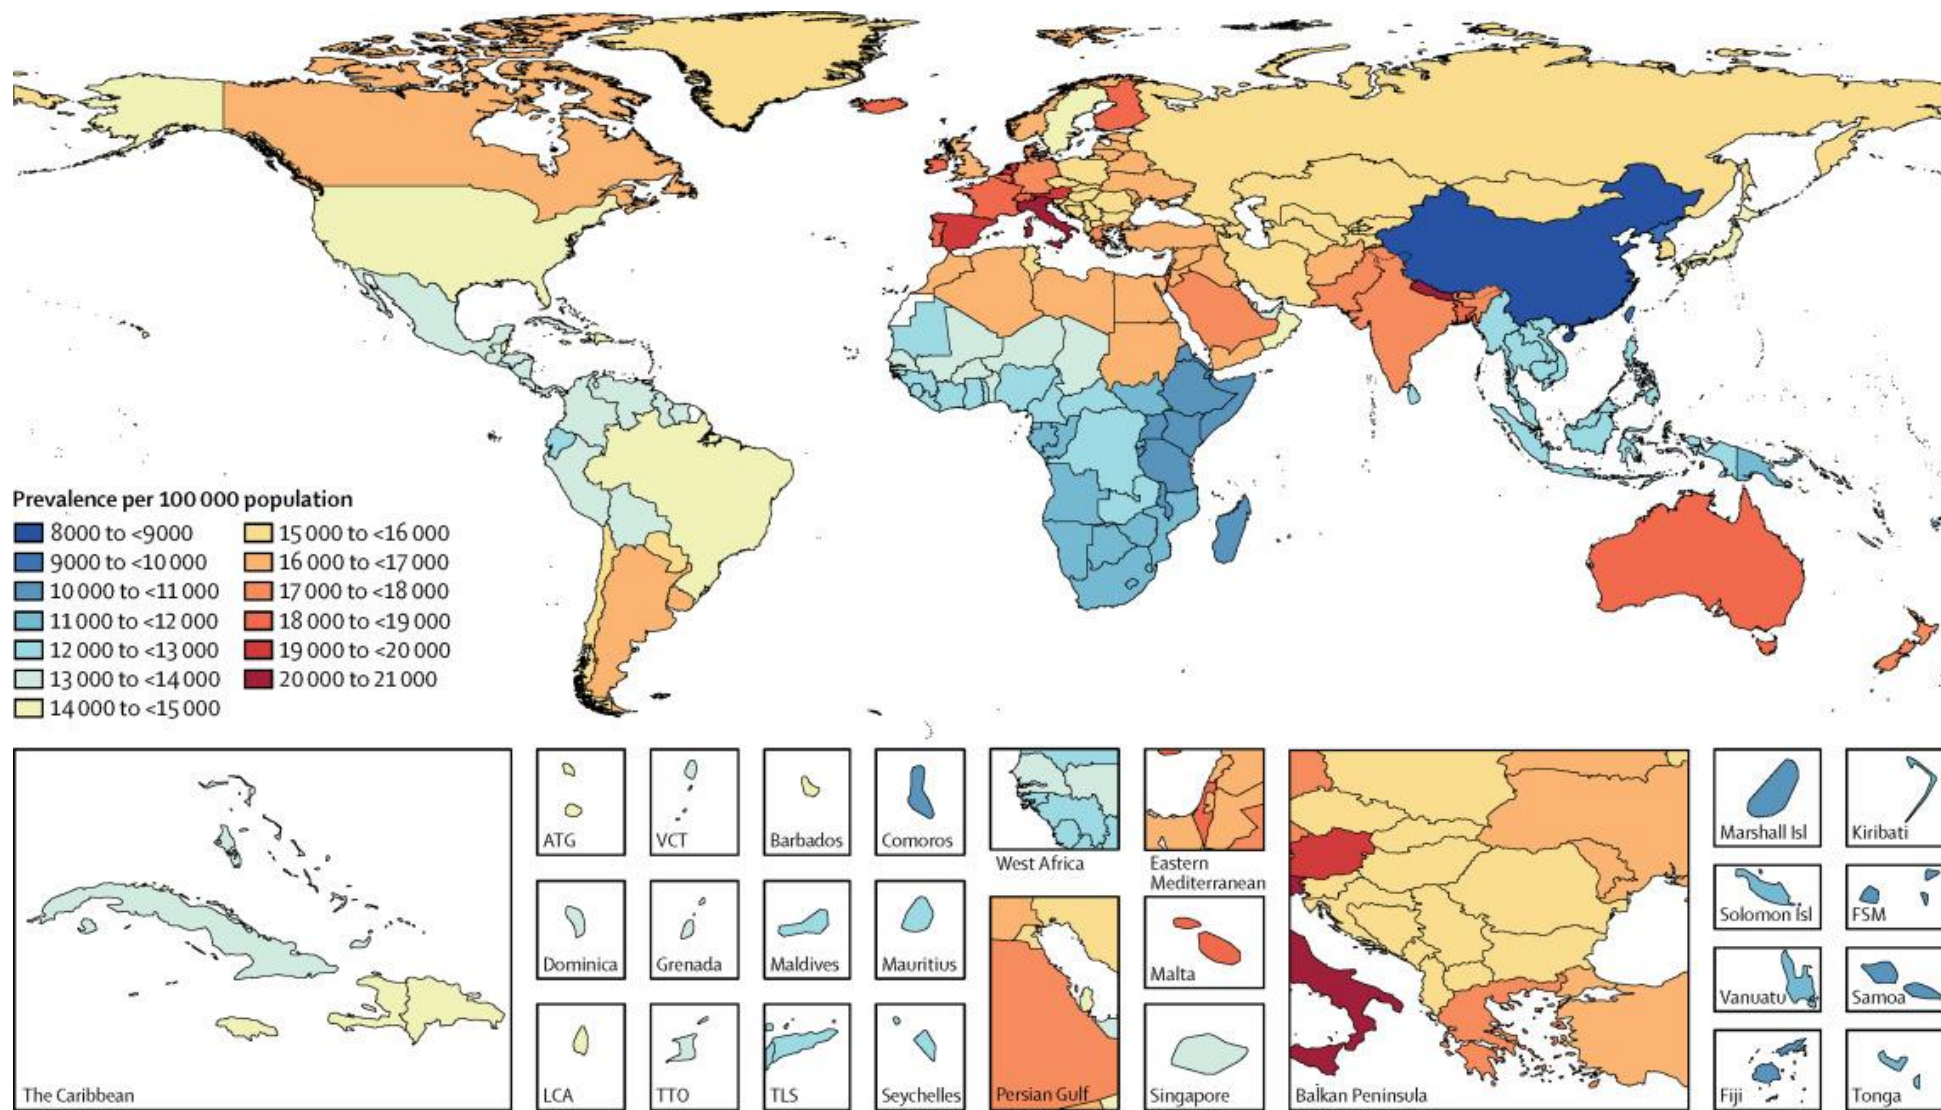 Prevalence per 100 000 population
8000 to <9000
9000 to <10 000
10 000 to <11 000
11 000 to <12 000
12 000 to <13 000
13 000 to <14 000
14 000 to <15 000
15 000 to <16 000
16 000 to <17 000
17 000 to <18 000
18 000 to <19 000
19 000 to <20 000
20 000 to 21 000
The Caribbean
ATG
VCT
Barbados
Comoros
Dominica
Grenada
Maldives
Mauritius
LCA
TTO
TLS
Seychelles
West Africa
Eastern
Mediterranean
Persian Gulf
Malta
Singapore
Balkan Peninsula
Marshall Isl
Kiribati
Solomon Isl
FSM
Vanuatu
Samoa
Fiji
Tonga